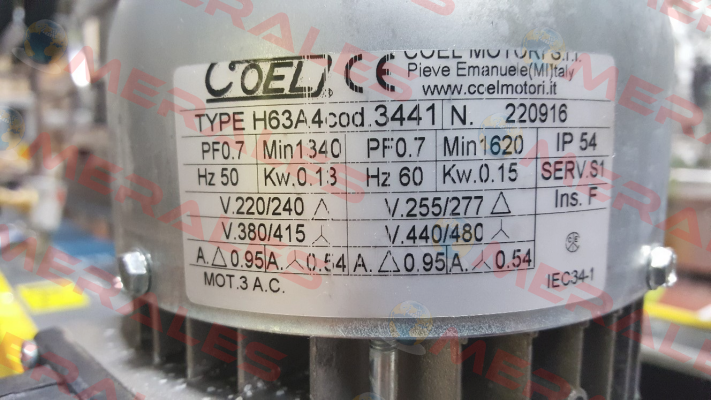 COEL CE COEL MOTORI S.r.l.
Pieve Emanuele(MI)Italy
www.coelmotori.it
TYPE H63A4cod.3441 N. 220916
PF0.7 Min1340 PF0.7 Min1620 IP 54
Hz 50 Kw.0.13 Hz 60 Kw.0.15 SERV.S1
V.220/240 △ V.255/277 △ Ins. F
V.380/415 ⅄ V.440/480 ⅄
A.△0.95 A.⅄0.54 A.△0.95 A.⅄0.54
MOT.3 A.C. IEC34-1
MERALES